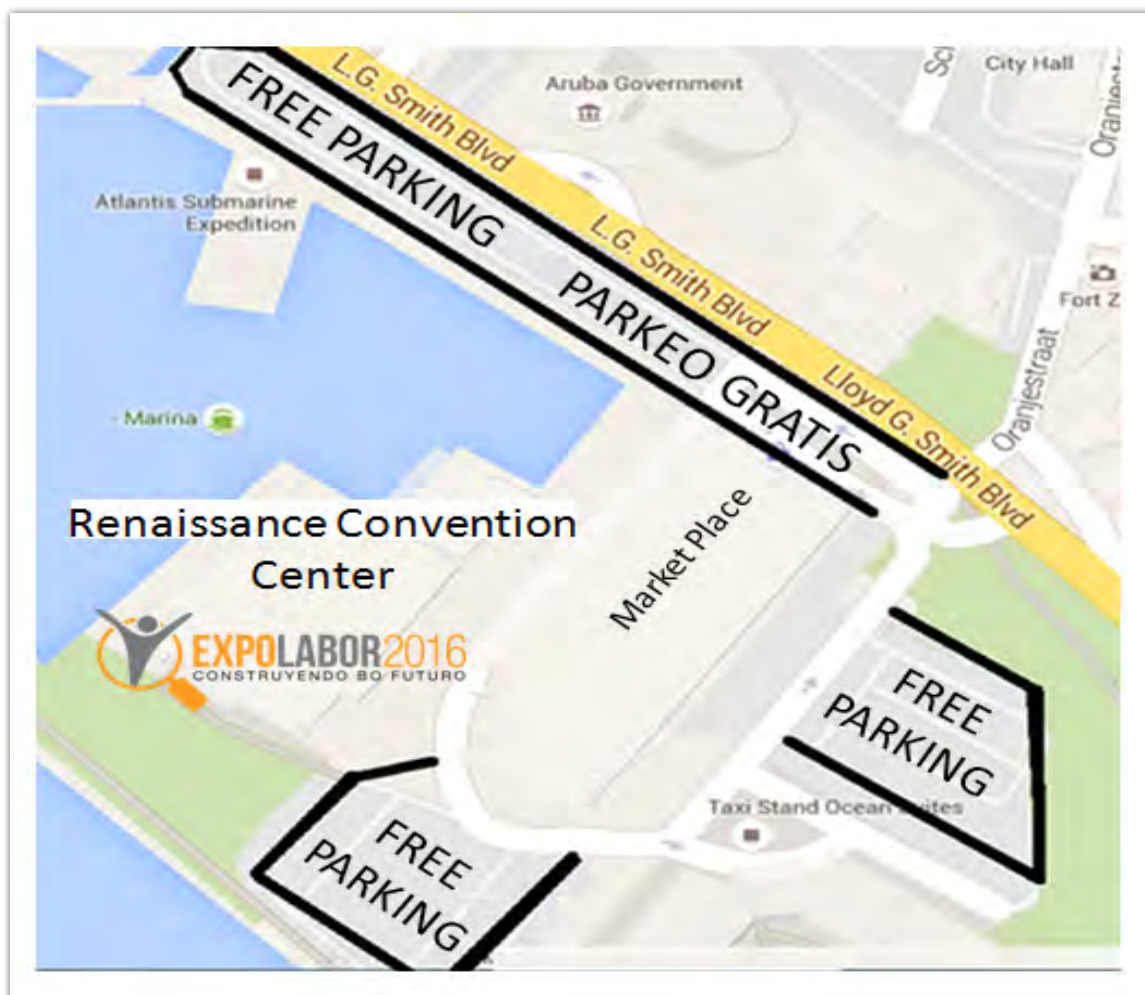 L.G. Smith Blvd
Aruba Government
City Hall
Oranjest
FREE PARKING
PARKEO GRATIS
Atlantis Submarine
Expedition
L.G. Smith Blvd
Fort Z
Lloyd G. Smith Blvd
Oranjestraat
- Marina
Market Place
Renaissance Convention
Center
EXPOLABOR2016
CONSTRUYENDO BO FUTURO
FREE
PARKING
Taxi Stand Ocean
FREE
PARKING